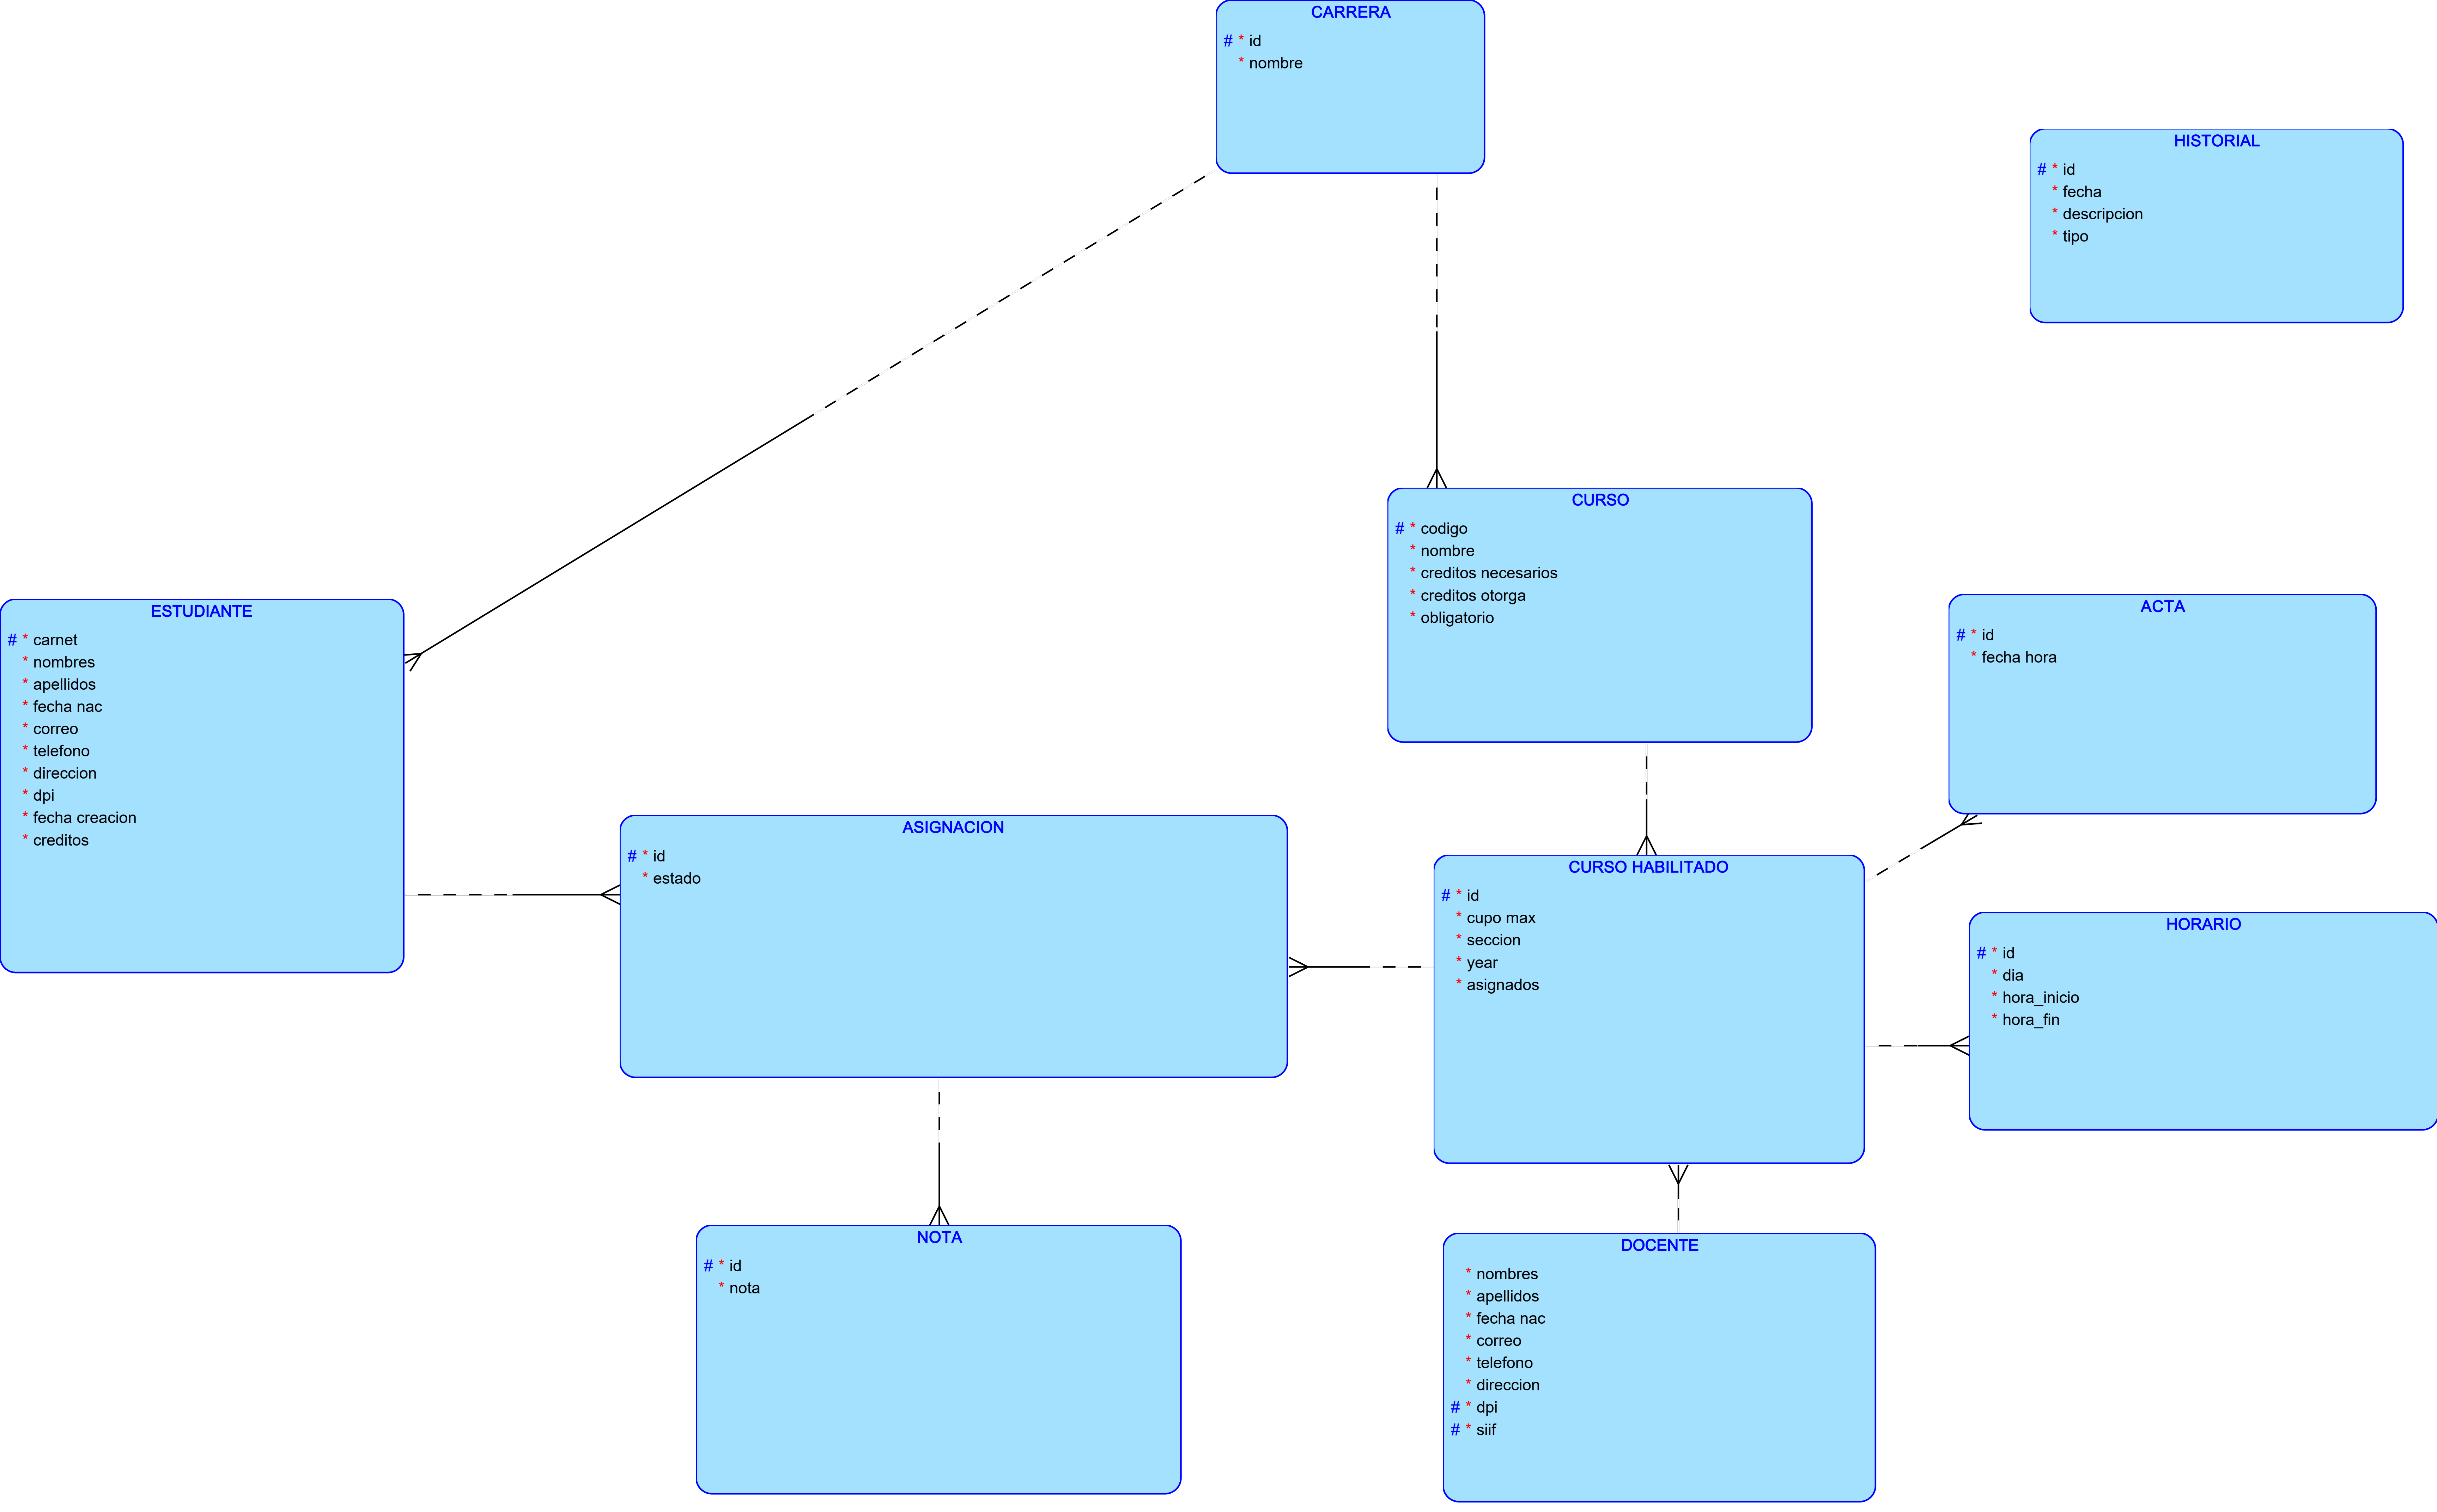 CARRERA
# * id
* nombre
HISTORIAL
# * id
* fecha
* descripcion
* tipo
CURSO
# * codigo
* nombre
* creditos necesarios
* creditos otorga
* obligatorio
ESTUDIANTE
# * carnet
* nombres
* apellidos
* fecha nac
* correo
* telefono
* direccion
* dpi
* fecha creacion
* creditos
ACTA
# * id
* fecha hora
ASIGNACION
# * id
* estado
CURSO HABILITADO
# * id
* cupo max
* seccion
* year
* asignados
HORARIO
# * id
* dia
* hora_inicio
* hora_fin
NOTA
# * id
* nota
DOCENTE
* nombres
* apellidos
* fecha nac
* correo
* telefono
* direccion
# * dpi
# * siif